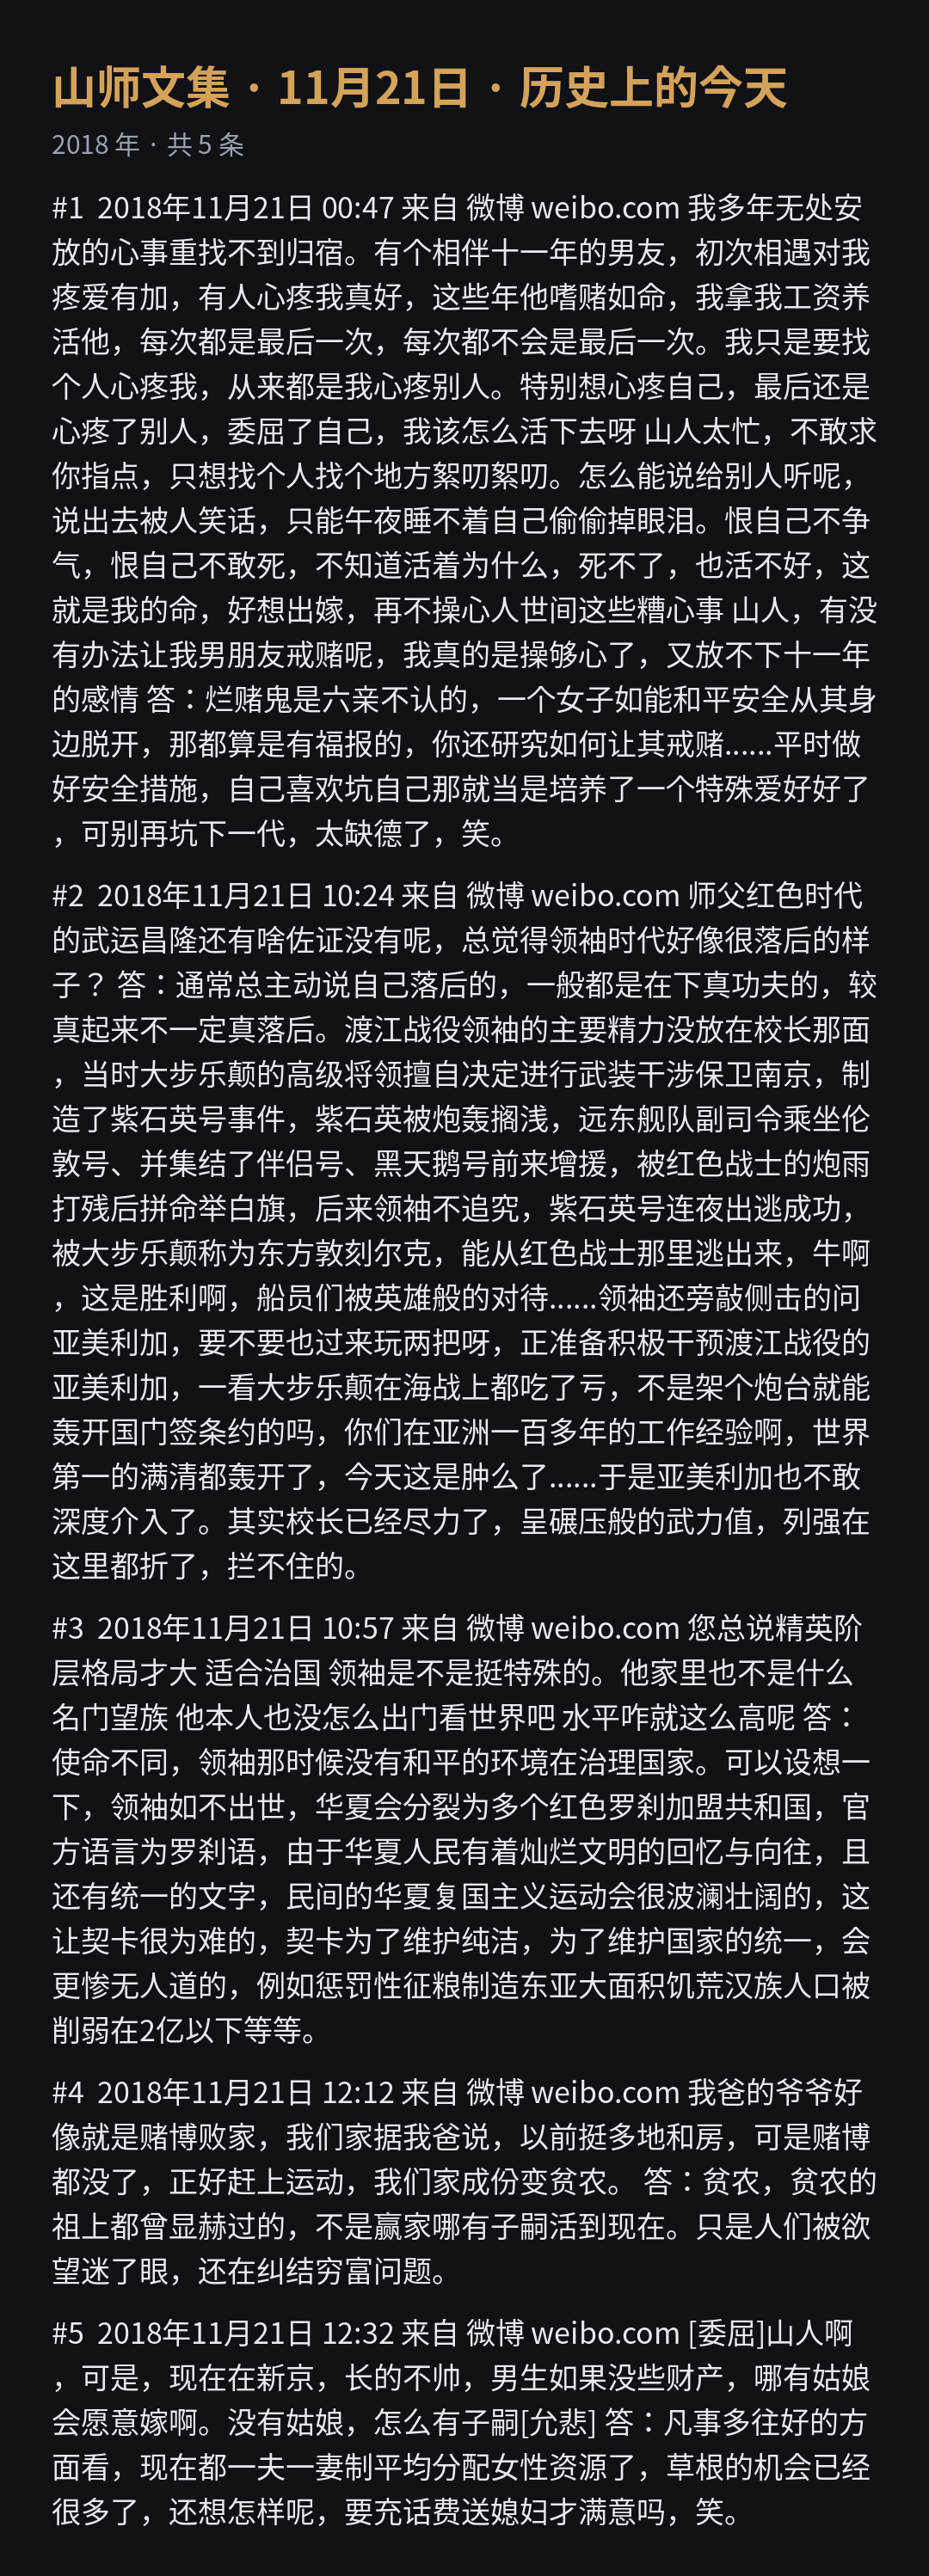 山师文集 · 11月21日 · 历史上的今天
2018 年 · 共 5 条
#1 2018年11月21日 00:47 来自 微博 weibo.com 我多年无处安
放的心事重找不到归宿。有个相伴十一年的男友，初次相遇对我
疼爱有加，有人心疼我真好，这些年他嗜赌如命，我拿我工资养
活他，每次都是最后一次，每次都不会是最后一次。我只是要找
个人心疼我，从来都是我心疼别人。特别想心疼自己，最后还是
心疼了别人，委屈了自己，我该怎么活下去呀 山人太忙，不敢求
你指点，只想找个人找个地方絮叨絮叨。怎么能说给别人听呢，
说出去被人笑话，只能午夜睡不着自己偷偷掉眼泪。恨自己不争
气，恨自己不敢死，不知道活着为什么，死不了，也活不好，这
就是我的命，好想出嫁，再不操心人世间这些糟心事 山人，有没
有办法让我男朋友戒赌呢，我真的是操够心了，又放不下十一年
的感情 答：烂赌鬼是六亲不认的，一个女子如能和平安全从其身
边脱开，那都算是有福报的，你还研究如何让其戒赌……平时做
好安全措施，自己喜欢坑自己那就当是培养了一个特殊爱好好了
，可别再坑下一代，太缺德了，笑。
#2 2018年11月21日 10:24 来自 微博 weibo.com 师父红色时代
的武运昌隆还有啥佐证没有呢，总觉得领袖时代好像很落后的样
子？ 答：通常总主动说自己落后的，一般都是在下真功夫的，较
真起来不一定真落后。渡江战役领袖的主要精力没放在校长那面
，当时大步乐颠的高级将领擅自决定进行武装干涉保卫南京，制
造了紫石英号事件，紫石英被炮轰搁浅，远东舰队副司令乘坐伦
敦号、并集结了伴侣号、黑天鹅号前来增援，被红色战士的炮雨
打残后拼命举白旗，后来领袖不追究，紫石英号连夜出逃成功，
被大步乐颠称为东方敦刻尔克，能从红色战士那里逃出来，牛啊
，这是胜利啊，船员们被英雄般的对待……领袖还旁敲侧击的问
亚美利加，要不要也过来玩两把呀，正准备积极干预渡江战役的
亚美利加，一看大步乐颠在海战上都吃了亏，不是架个炮台就能
轰开国门签条约的吗，你们在亚洲一百多年的工作经验啊，世界
第一的满清都轰开了，今天这是肿么了……于是亚美利加也不敢
深度介入了。其实校长已经尽力了，呈碾压般的武力值，列强在
这里都折了，拦不住的。
#3 2018年11月21日 10:57 来自 微博 weibo.com 您总说精英阶
层格局才大 适合治国 领袖是不是挺特殊的。他家里也不是什么
名门望族 他本人也没怎么出门看世界吧 水平咋就这么高呢 答：
使命不同，领袖那时候没有和平的环境在治理国家。可以设想一
下，领袖如不出世，华夏会分裂为多个红色罗刹加盟共和国，官
方语言为罗刹语，由于华夏人民有着灿烂文明的回忆与向往，且
还有统一的文字，民间的华夏复国主义运动会很波澜壮阔的，这
让契卡很为难的，契卡为了维护纯洁，为了维护国家的统一，会
更惨无人道的，例如惩罚性征粮制造东亚大面积饥荒汉族人口被
削弱在2亿以下等等。
#4 2018年11月21日 12:12 来自 微博 weibo.com 我爸的爷爷好
像就是赌博败家，我们家据我爸说，以前挺多地和房，可是赌博
都没了，正好赶上运动，我们家成份变贫农。 答：贫农，贫农的
祖上都曾显赫过的，不是赢家哪有子嗣活到现在。只是人们被欲
望迷了眼，还在纠结穷富问题。
#5 2018年11月21日 12:32 来自 微博 weibo.com [委屈]山人啊
，可是，现在在新京，长的不帅，男生如果没些财产，哪有姑娘
会愿意嫁啊。没有姑娘，怎么有子嗣[允悲] 答：凡事多往好的方
面看，现在都一夫一妻制平均分配女性资源了，草根的机会已经
很多了，还想怎样呢，要充话费送媳妇才满意吗，笑。